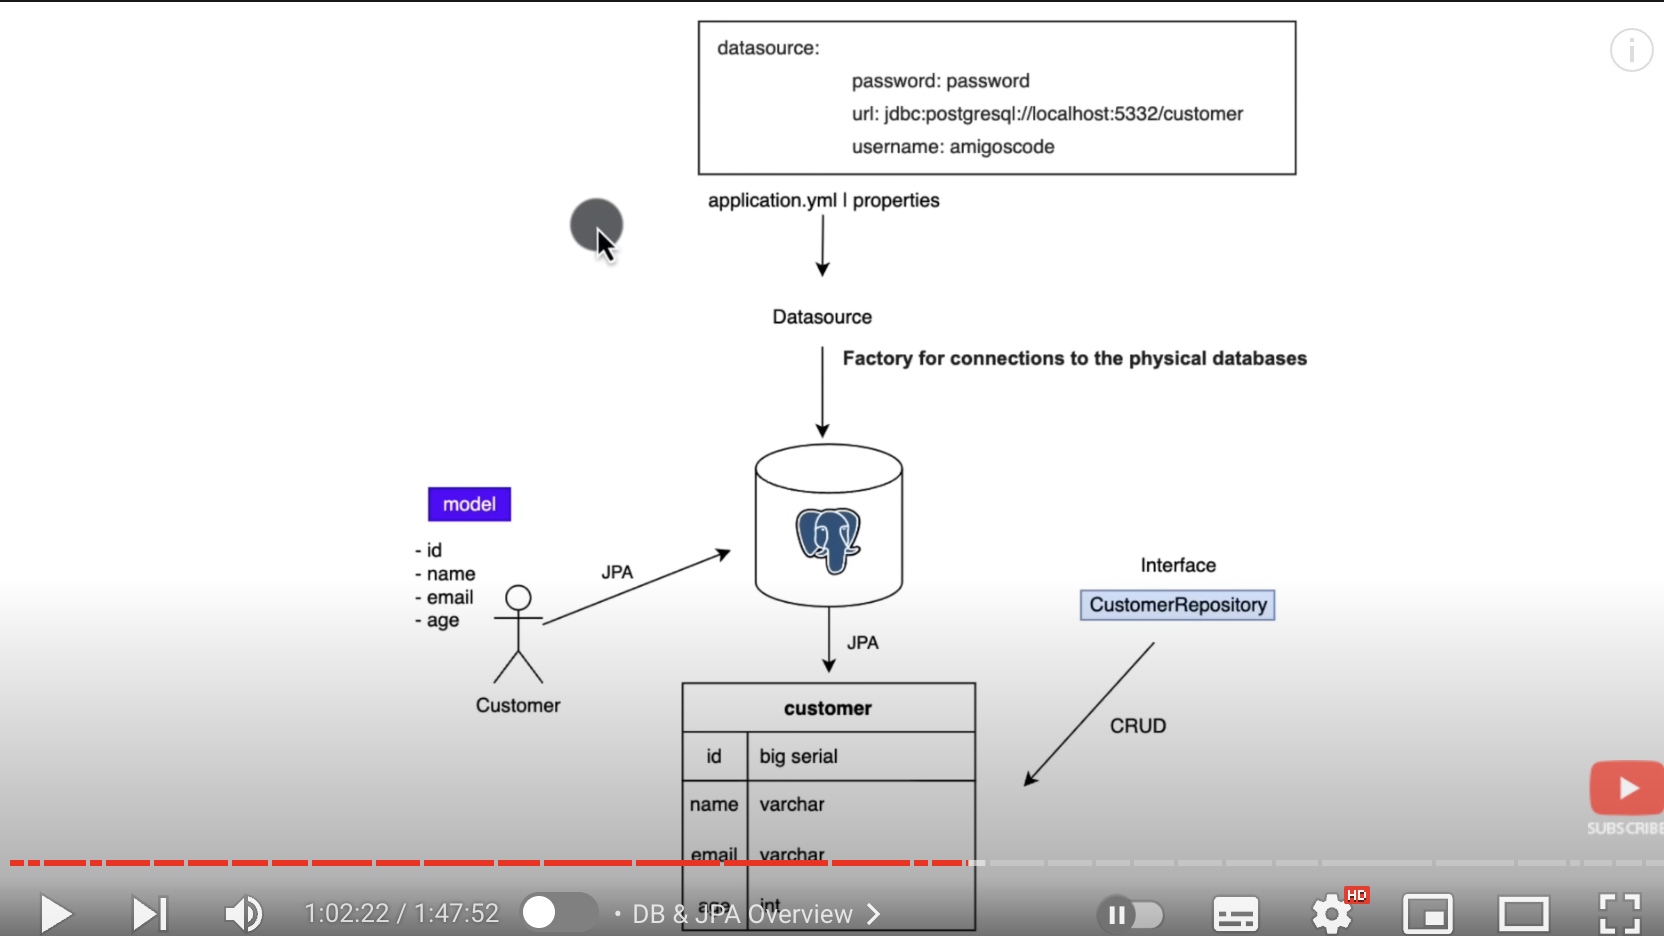 datasource:
password: password
url: jdbc:postgresql://localhost:5332/customer
username: amigoscode
application.yml | properties
Datasource
Factory for connections to the physical databases
model
- id
- name
- email
- age
JPA
Customer
JPA
Interface
CustomerRepository
CRUD
customer
id big serial
name varchar
email varchar
age int
SUBSCRIBE
1:02:22 / 1:47:52 • DB & JPA Overview
HD